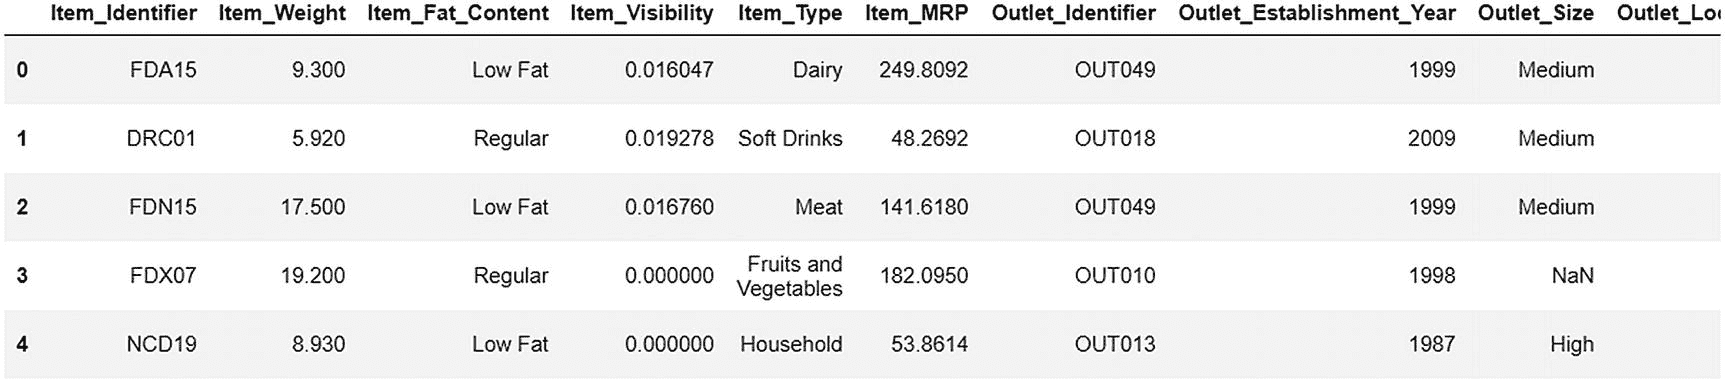 Item_Identifier Item_Weight Item_Fat_Content Item_Visibility Item_Type Item_MRP Outlet_Identifier Outlet_Establishment_Year Outlet_Size Outlet_Loc
0 FDA15 9.300 Low Fat 0.016047 Dairy 249.8092 OUT049 1999 Medium
1 DRC01 5.920 Regular 0.019278 Soft Drinks 48.2692 OUT018 2009 Medium
2 FDN15 17.500 Low Fat 0.016760 Meat 141.6180 OUT049 1999 Medium
3 FDX07 19.200 Regular 0.000000 Fruits and Vegetables 182.0950 OUT010 1998 NaN
4 NCD19 8.930 Low Fat 0.000000 Household 53.8614 OUT013 1987 High